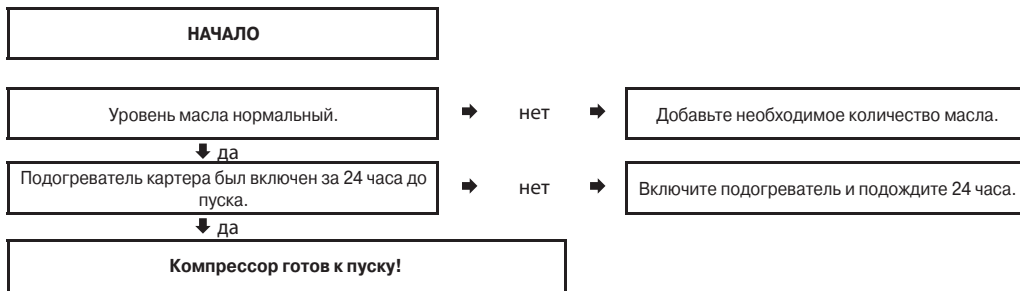 НАЧАЛО
Уровень масла нормальный.
нет
Добавьте необходимое количество масла.
да
Подогреватель картера был включен за 24 часа до
пуска.
нет
Включите подогреватель и подождите 24 часа.
да
Компрессор готов к пуску!